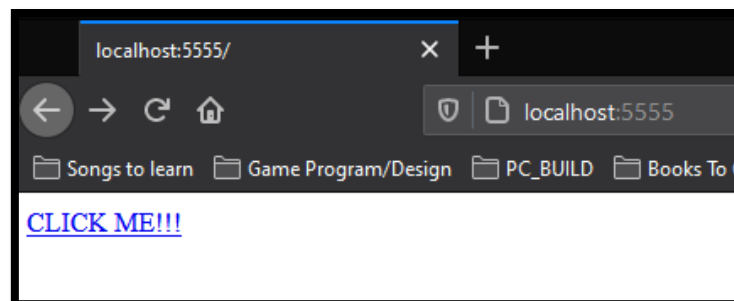 localhost:5555/
localhost:5555
Songs to learn Game Program/Design PC_BUILD Books To
CLICK ME!!!